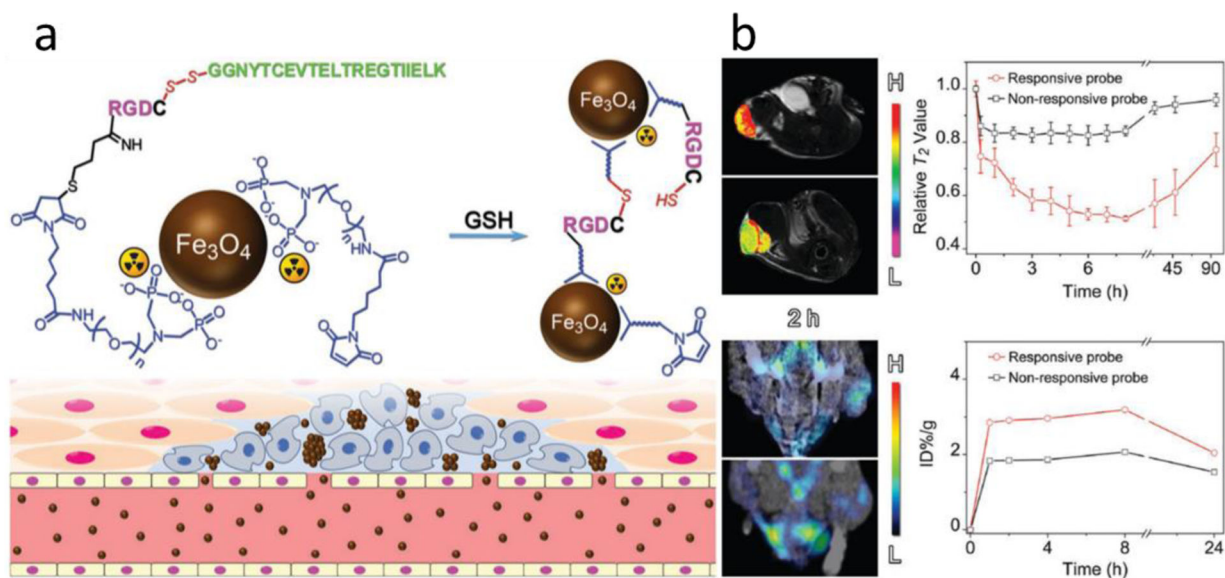 a
S
S
GGNYTCEVTELTREGTIIELK
RGDC
NH
S
O
N
O
O
NH
O
n
N
P
O
O-
O-
O
P
O-
O-
Fe3O4
O-
O-
P
O
N
O
n
O
P
O-
O-
HN
O
O
N
O
GSH
Fe3O4
RGDC
HS
S
RGDC
Fe3O4
O
N
O
b
H
L
2 h
H
L
Responsive probe
Non-responsive probe
Relative T2 Value
1.0
0.8
0.6
0.4
0 3 6 45 90
Time (h)
Responsive probe
Non-responsive probe
ID%/g
4
2
0
0 4 8 24
Time (h)